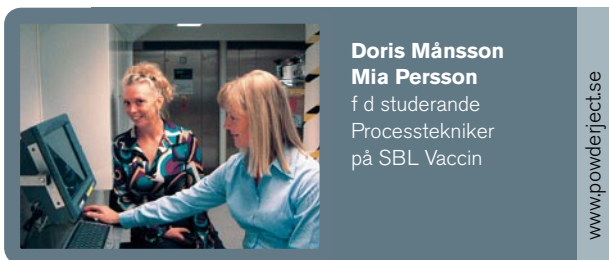 Doris Månsson
Mia Persson
f d studerande
Processtekniker
på SBL Vaccin
www.powderject.se